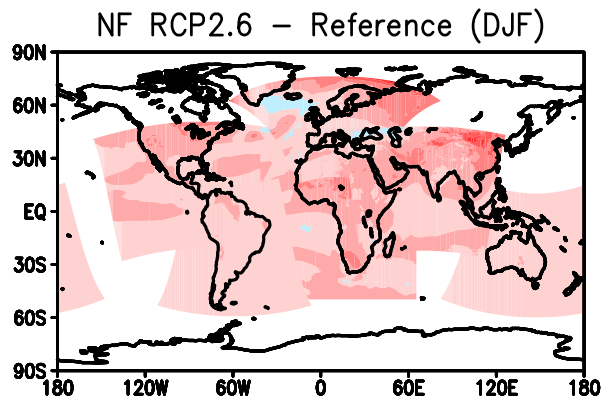 NF RCP2.6 – Reference (DJF)
90N
60N
30N
EQ
30S
60S
90S
180 120W 60W 0 60E 120E 180